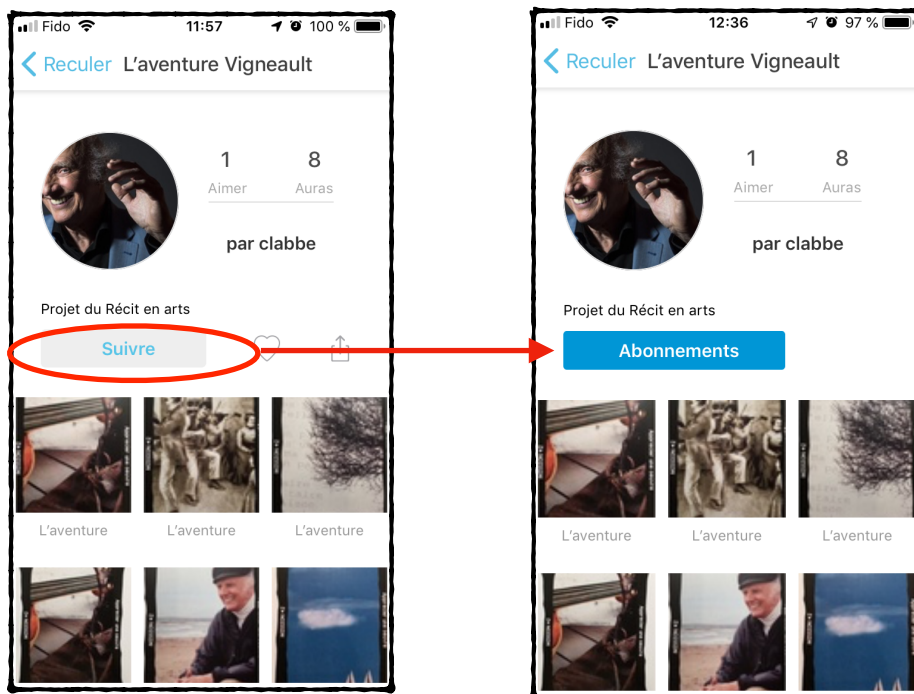 Fido 11:57 100 %
Reculer L'aventure Vigneault
1 8
Aimer Auras
par clabbe
Projet du Récit en arts
Suivre
L'aventure L'aventure L'aventure
Fido 12:36 97 %
Reculer L'aventure Vigneault
1 8
Aimer Auras
par clabbe
Projet du Récit en arts
Abonnements
L'aventure L'aventure L'aventure